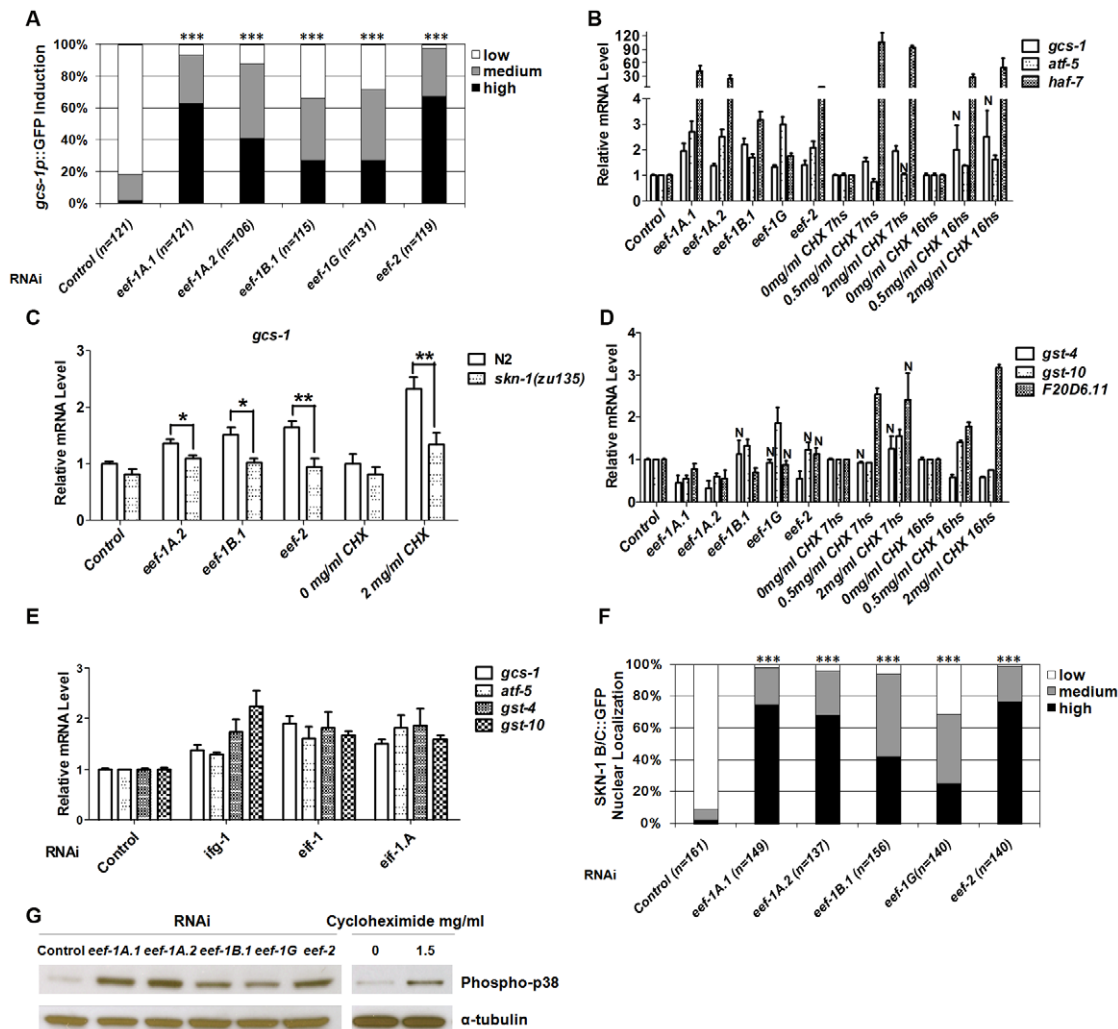 A
*** *** *** *** ***
100%
80%
60%
40%
20%
0%
gcs-1p::GFP Induction
low
medium
high
RNAi
Control (n=121)
eef-1A.1 (n=121)
eef-1A.2 (n=106)
eef-1B.1 (n=115)
eef-1G (n=131)
eef-2 (n=119)
B
120
90
60
30
4
3
2
1
0
Relative mRNA Level
gcs-1
atf-5
haf-7
N N N
Control
eef-1A.1
eef-1A.2
eef-1B.1
eef-1G
eef-2
0mg/ml CHX 7hs
0.5mg/ml CHX 7hs
2mg/ml CHX 7hs
0mg/ml CHX 16hs
0.5mg/ml CHX 16hs
2mg/ml CHX 16hs
C
gcs-1
3
2
1
0
Relative mRNA Level
* * ** **
N2
skn-1(zu135)
Control
eef-1A.2
eef-1B.1
eef-2
0 mg/ml CHX
2 mg/ml CHX
D
4
3
2
1
0
Relative mRNA Level
gst-4
gst-10
F20D6.11
N N N N N N N N
Control
eef-1A.1
eef-1A.2
eef-1B.1
eef-1G
eef-2
0mg/ml CHX 7hs
0.5mg/ml CHX 7hs
2mg/ml CHX 7hs
0mg/ml CHX 16hs
0.5mg/ml CHX 16hs
2mg/ml CHX 16hs
E
3
2
1
0
Relative mRNA Level
gcs-1
atf-5
gst-4
gst-10
RNAi
Control
ifg-1
eif-1
eif-1.A
F
*** *** *** *** ***
100%
80%
60%
40%
20%
0%
SKN-1 B/C::GFP
Nuclear Localization
low
medium
high
RNAi
Control (n=161)
eef-1A.1 (n=149)
eef-1A.2 (n=137)
eef-1B.1 (n=156)
eef-1G(n=140)
eef-2 (n=140)
G
RNAi
Cycloheximide mg/ml
Control eef-1A.1 eef-1A.2 eef-1B.1 eef-1G eef-2
0 1.5
Phospho-p38
α-tubulin